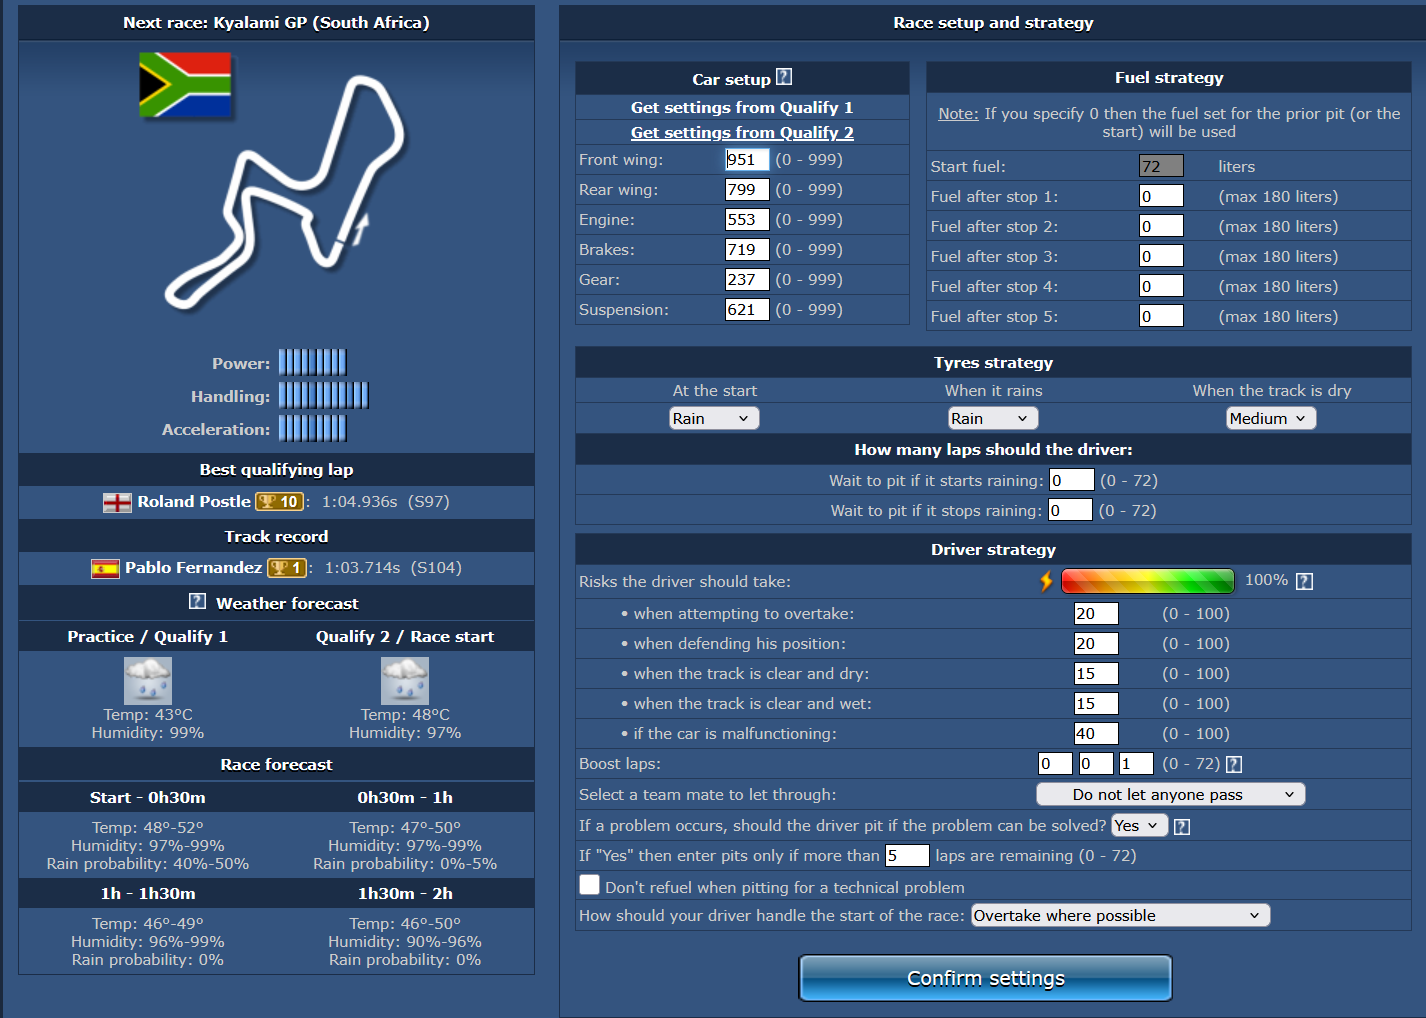 Next race: Kyalami GP (South Africa)
Power:
Handling:
Acceleration:
Best qualifying lap
Roland Postle 10 : 1:04.936s (S97)
Track record
Pablo Fernandez 1 : 1:03.714s (S104)
? Weather forecast
Practice / Qualify 1 Qualify 2 / Race start
Temp: 43°C Temp: 48°C
Humidity: 99% Humidity: 97%
Race forecast
Start - 0h30m 0h30m - 1h
Temp: 48°-52° Temp: 47°-50°
Humidity: 97%-99% Humidity: 97%-99%
Rain probability: 40%-50% Rain probability: 0%-5%
1h - 1h30m 1h30m - 2h
Temp: 46°-49° Temp: 46°-50°
Humidity: 96%-99% Humidity: 90%-96%
Rain probability: 0% Rain probability: 0%
Race setup and strategy
Car setup ?
Get settings from Qualify 1
Get settings from Qualify 2
Front wing: 951 (0 - 999)
Rear wing: 799 (0 - 999)
Engine: 553 (0 - 999)
Brakes: 719 (0 - 999)
Gear: 237 (0 - 999)
Suspension: 621 (0 - 999)
Fuel strategy
Note: If you specify 0 then the fuel set for the prior pit (or the
start) will be used
Start fuel: 72 liters
Fuel after stop 1: 0 (max 180 liters)
Fuel after stop 2: 0 (max 180 liters)
Fuel after stop 3: 0 (max 180 liters)
Fuel after stop 4: 0 (max 180 liters)
Fuel after stop 5: 0 (max 180 liters)
Tyres strategy
At the start When it rains When the track is dry
Rain Rain Medium
How many laps should the driver:
Wait to pit if it starts raining: 0 (0 - 72)
Wait to pit if it stops raining: 0 (0 - 72)
Driver strategy
Risks the driver should take: 100% ?
• when attempting to overtake: 20 (0 - 100)
• when defending his position: 20 (0 - 100)
• when the track is clear and dry: 15 (0 - 100)
• when the track is clear and wet: 15 (0 - 100)
• if the car is malfunctioning: 40 (0 - 100)
Boost laps: 0 0 1 (0 - 72) ?
Select a team mate to let through: Do not let anyone pass
If a problem occurs, should the driver pit if the problem can be solved? Yes ?
If "Yes" then enter pits only if more than 5 laps are remaining (0 - 72)
Don't refuel when pitting for a technical problem
How should your driver handle the start of the race: Overtake where possible
Confirm settings